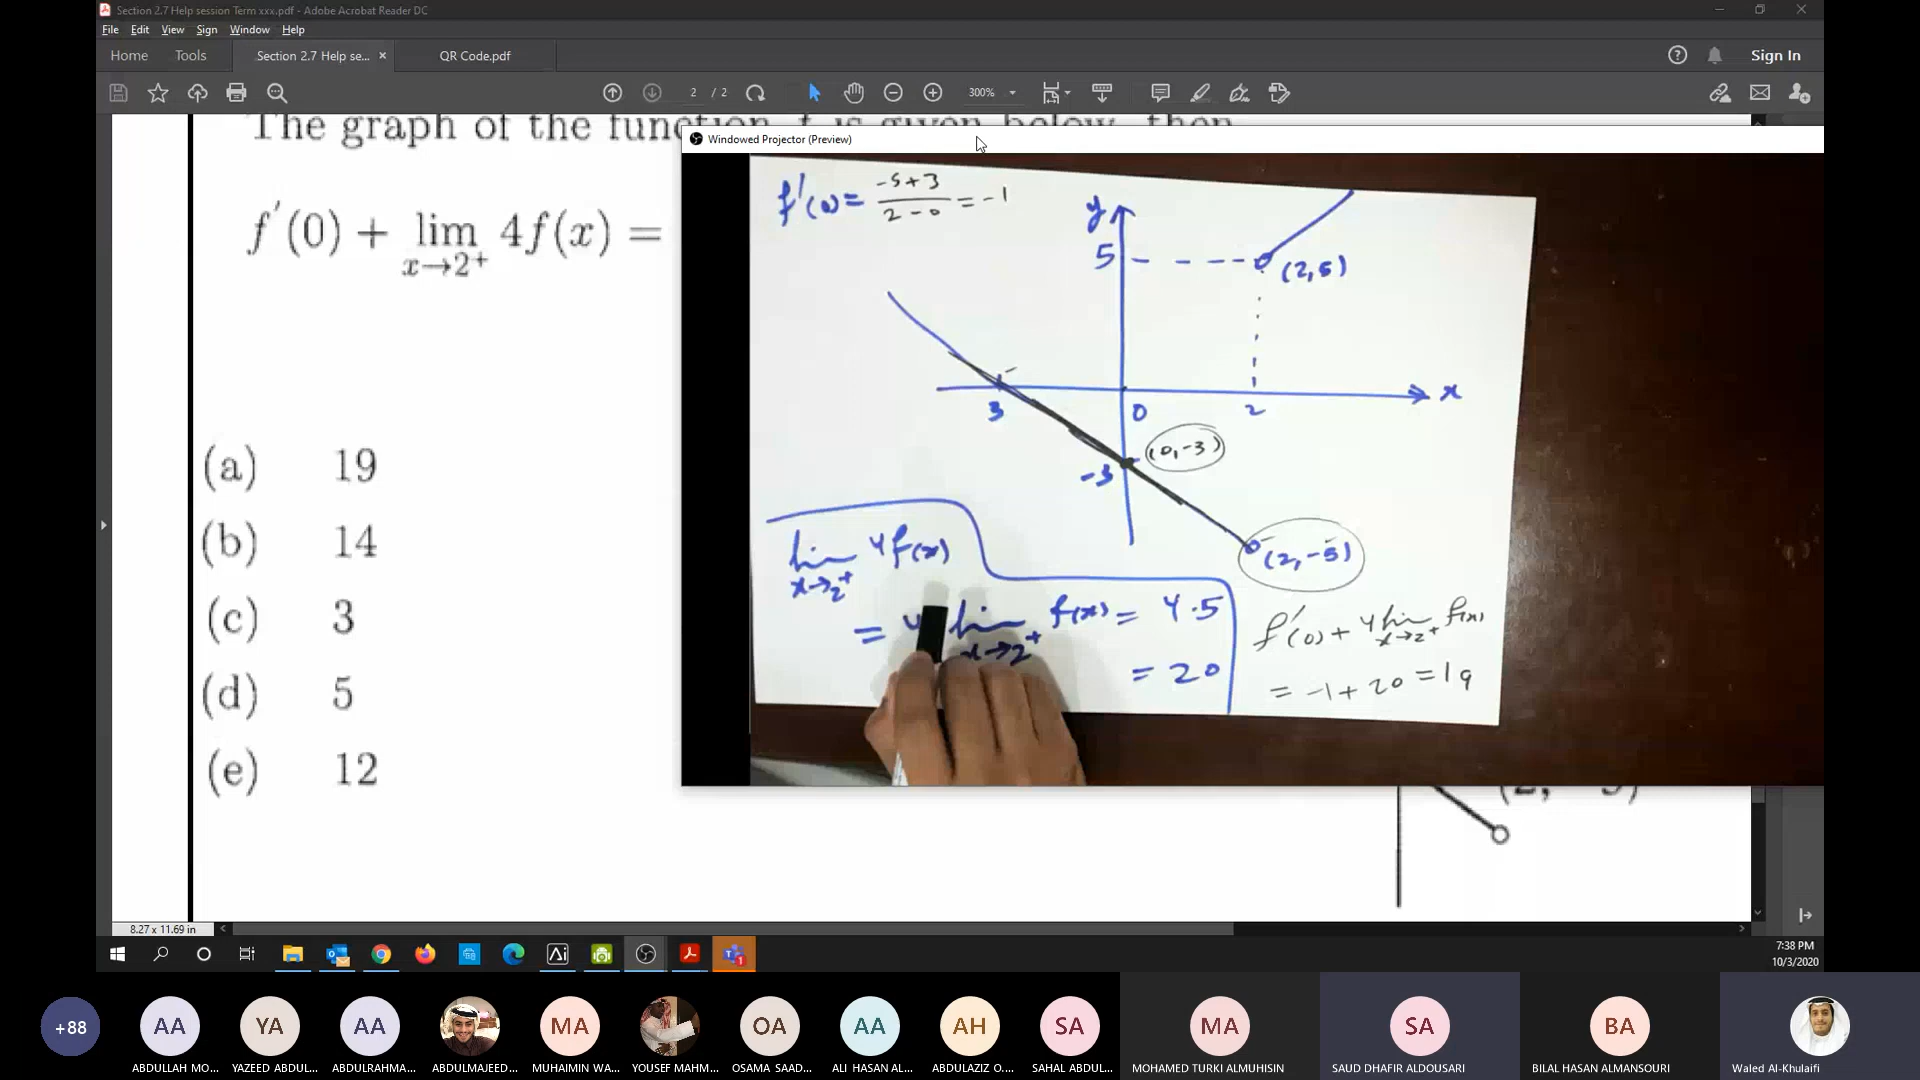 Section 2.7 Help session Term xxx.pdf - Adobe Acrobat Reader DC
File Edit View Sign Window Help
Home Tools Section 2.7 Help se... × QR Code.pdf Sign In
2 / 2 300%
The graph of the function f is given below, then
Windowed Projector (Preview)
f'(0) + lim x→2⁺ 4f(x) =
(a) 19
(b) 14
(c) 3
(d) 5
(e) 12
f'(0) = (-5+3)/(2-0) = -1
y
5
(2,5)
x
3 0 2
(0,-3)
-3
(2,-5)
lim x→2⁺ 4f(x)
= 4 lim x→2⁺ f(x) = 4.5
= 20
f'(0) + 4 lim x→2⁺ f(x)
= -1 + 20 = 19
8.27 x 11.69 in
7:38 PM
10/3/2020
+88 AA YA AA MA OA AA AH SA MA SA BA
ABDULLAH MO... YAZEED ABDUL... ABDULRAHMA... ABDULMAJEED... MUHAIMIN WA... YOUSEF MAHM... OSAMA SAAD... ALI HASAN AL... ABDULAZIZ O.... SAHAL ABDUL... MOHAMED TURKI ALMUHISIN SAUD DHAFIR ALDOUSARI BILAL HASAN ALMANSOURI Waled Al-Khulaifi